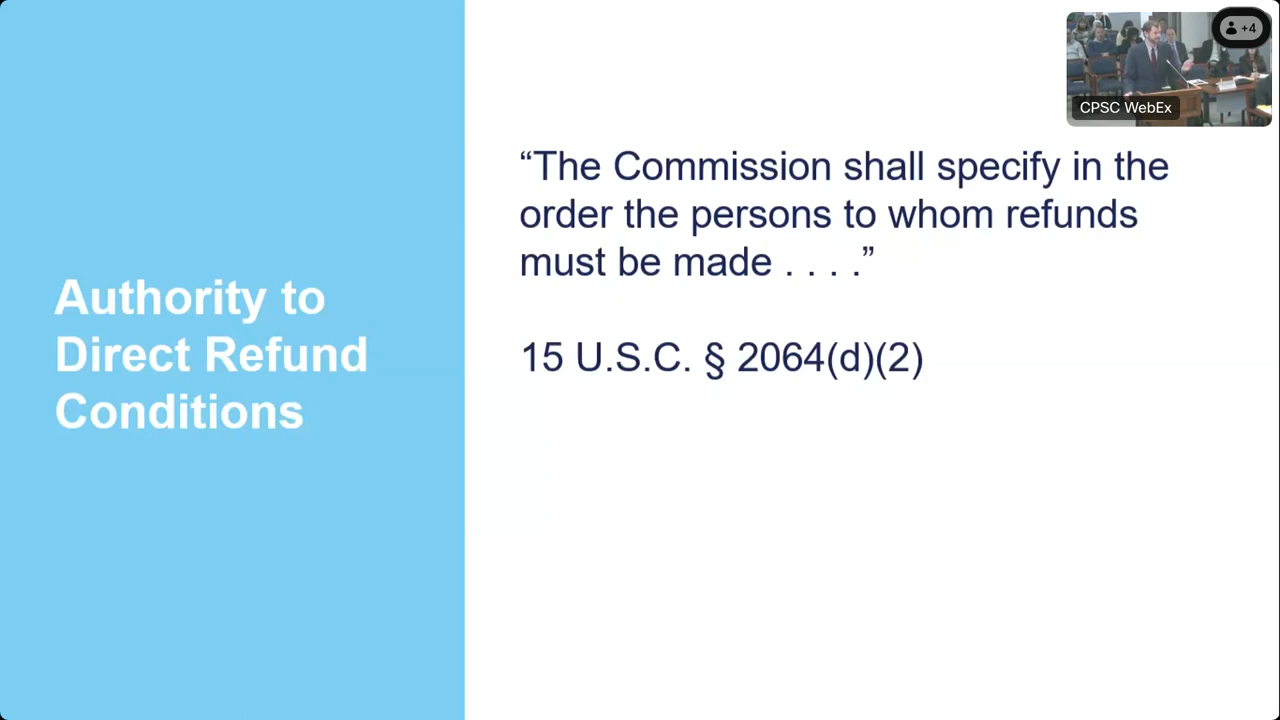 +4
CPSC WebEx
Authority to
Direct Refund
Conditions
“The Commission shall specify in the
order the persons to whom refunds
must be made . . . .”
15 U.S.C. § 2064(d)(2)